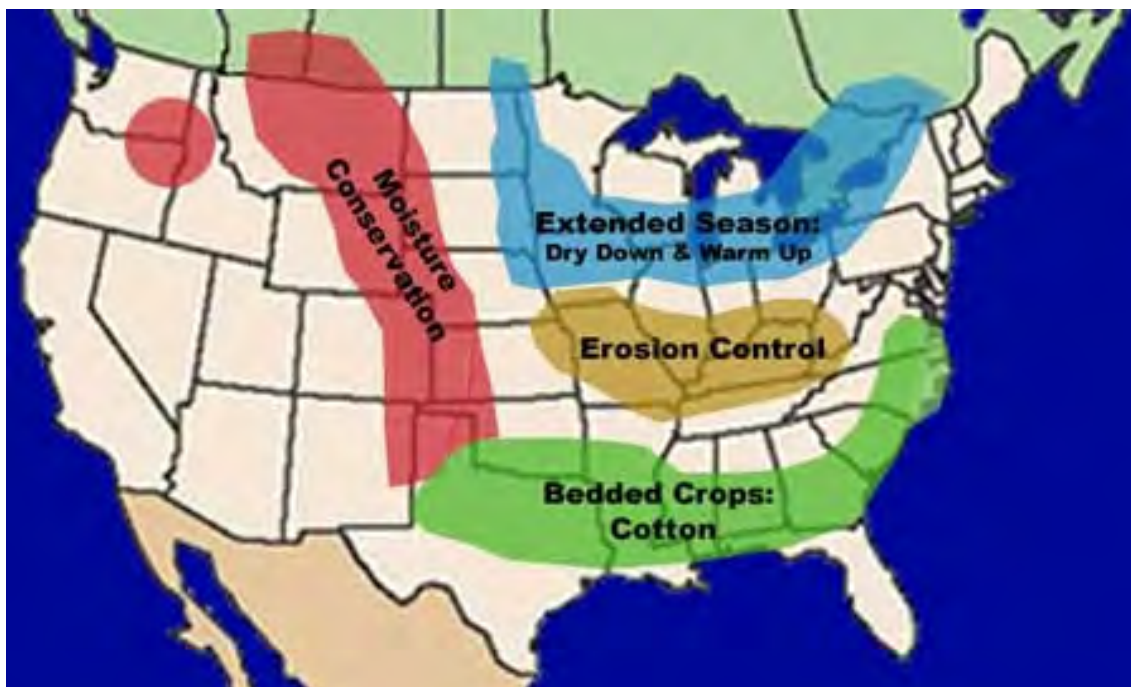 Moisture
Conservation
Extended Season:
Dry Down & Warm Up
Erosion Control
Bedded Crops:
Cotton